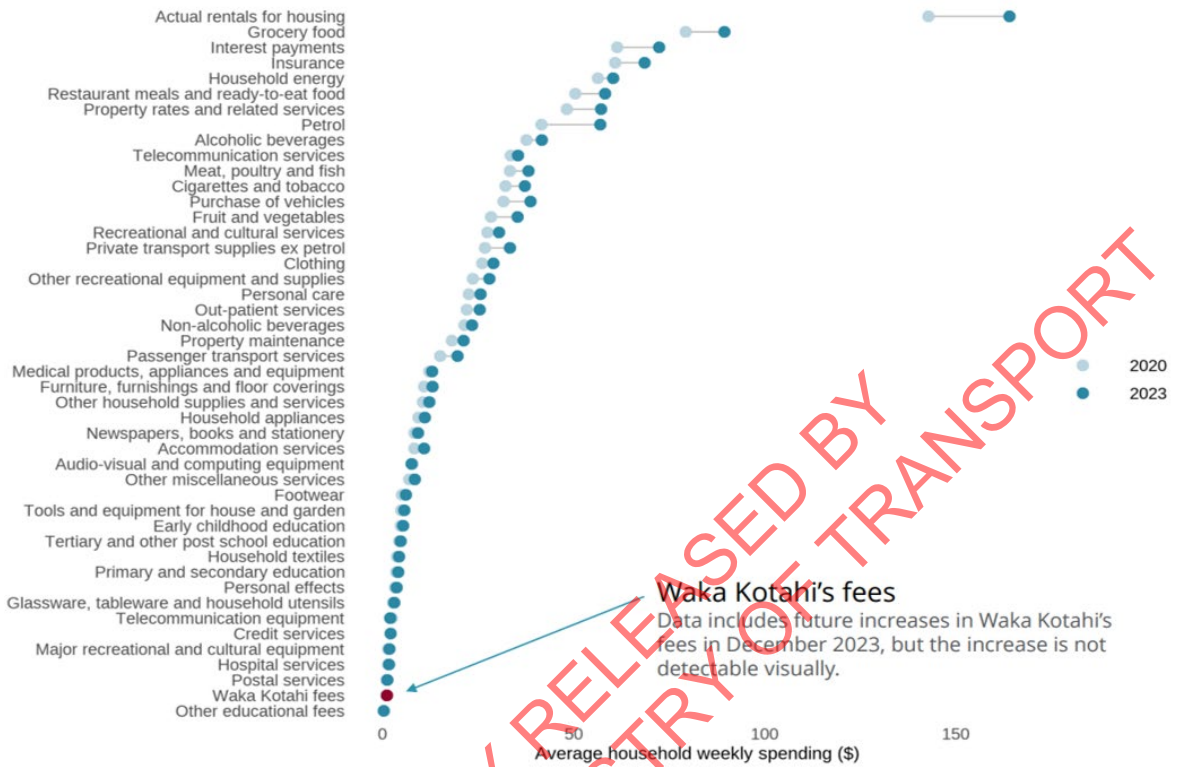 Actual rentals for housing
Grocery food
Interest payments
Insurance
Household energy
Restaurant meals and ready-to-eat food
Property rates and related services
Petrol
Alcoholic beverages
Telecommunication services
Meat, poultry and fish
Cigarettes and tobacco
Purchase of vehicles
Fruit and vegetables
Recreational and cultural services
Private transport supplies ex petrol
Clothing
Other recreational equipment and supplies
Personal care
Out-patient services
Non-alcoholic beverages
Property maintenance
Passenger transport services
Medical products, appliances and equipment
Furniture, furnishings and floor coverings
Other household supplies and services
Household appliances
Newspapers, books and stationery
Accommodation services
Audio-visual and computing equipment
Other miscellaneous services
Footwear
Tools and equipment for house and garden
Early childhood education
Tertiary and other post school education
Household textiles
Primary and secondary education
Personal effects
Glassware, tableware and household utensils
Telecommunication equipment
Credit services
Major recreational and cultural equipment
Hospital services
Postal services
Waka Kotahi fees
Other educational fees
0 50 100 150
Average household weekly spending ($)
2020
2023
Waka Kotahi's fees
Data includes future increases in Waka Kotahi's
fees in December 2023, but the increase is not
detectable visually.
RELEASED BY
OF TRANSPORT